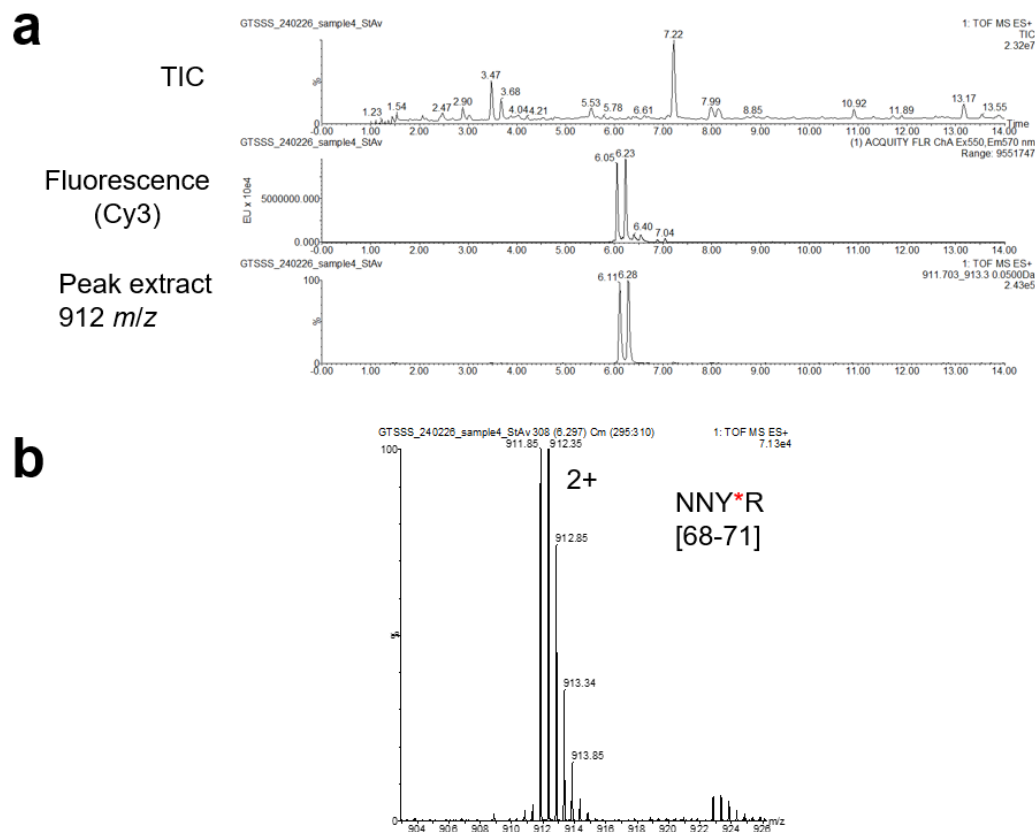 a
GTSSS_240226_sample4_StAv
1: TOF MS ES+
TIC
2.32e7
TIC
%
1.23
1.54
2.47
2.90
3.47
3.68
4.04
4.21
5.53
5.78
6.61
7.22
7.99
8.85
10.92
11.89
13.17
13.55
Time
-0.00 1.00 2.00 3.00 4.00 5.00 6.00 7.00 8.00 9.00 10.00 11.00 12.00 13.00 14.00
GTSSS_240226_sample4_StAv
(1) ACQUITY FLR ChA Ex550,Em570 nm
Range: 9551747
Fluorescence
(Cy3)
EU x 10e4
5000000.000
0.000
6.05
6.23
6.40
7.04
-0.00 1.00 2.00 3.00 4.00 5.00 6.00 7.00 8.00 9.00 10.00 11.00 12.00 13.00 14.00
GTSSS_240226_sample4_StAv
1: TOF MS ES+
911.703_913.3 0.0500Da
2.43e5
Peak extract
912 m/z
100
%
0
6.11
6.28
-0.00 1.00 2.00 3.00 4.00 5.00 6.00 7.00 8.00 9.00 10.00 11.00 12.00 13.00 14.00
b
GTSSS_240226_sample4_StAv 308 (6.297) Cm (295:310)
1: TOF MS ES+
7.13e4
911.85
912.35
100
2+
NNY*R
[68-71]
912.85
%
913.34
913.85
0
904 906 908 910 912 914 916 918 920 922 924 926
m/z